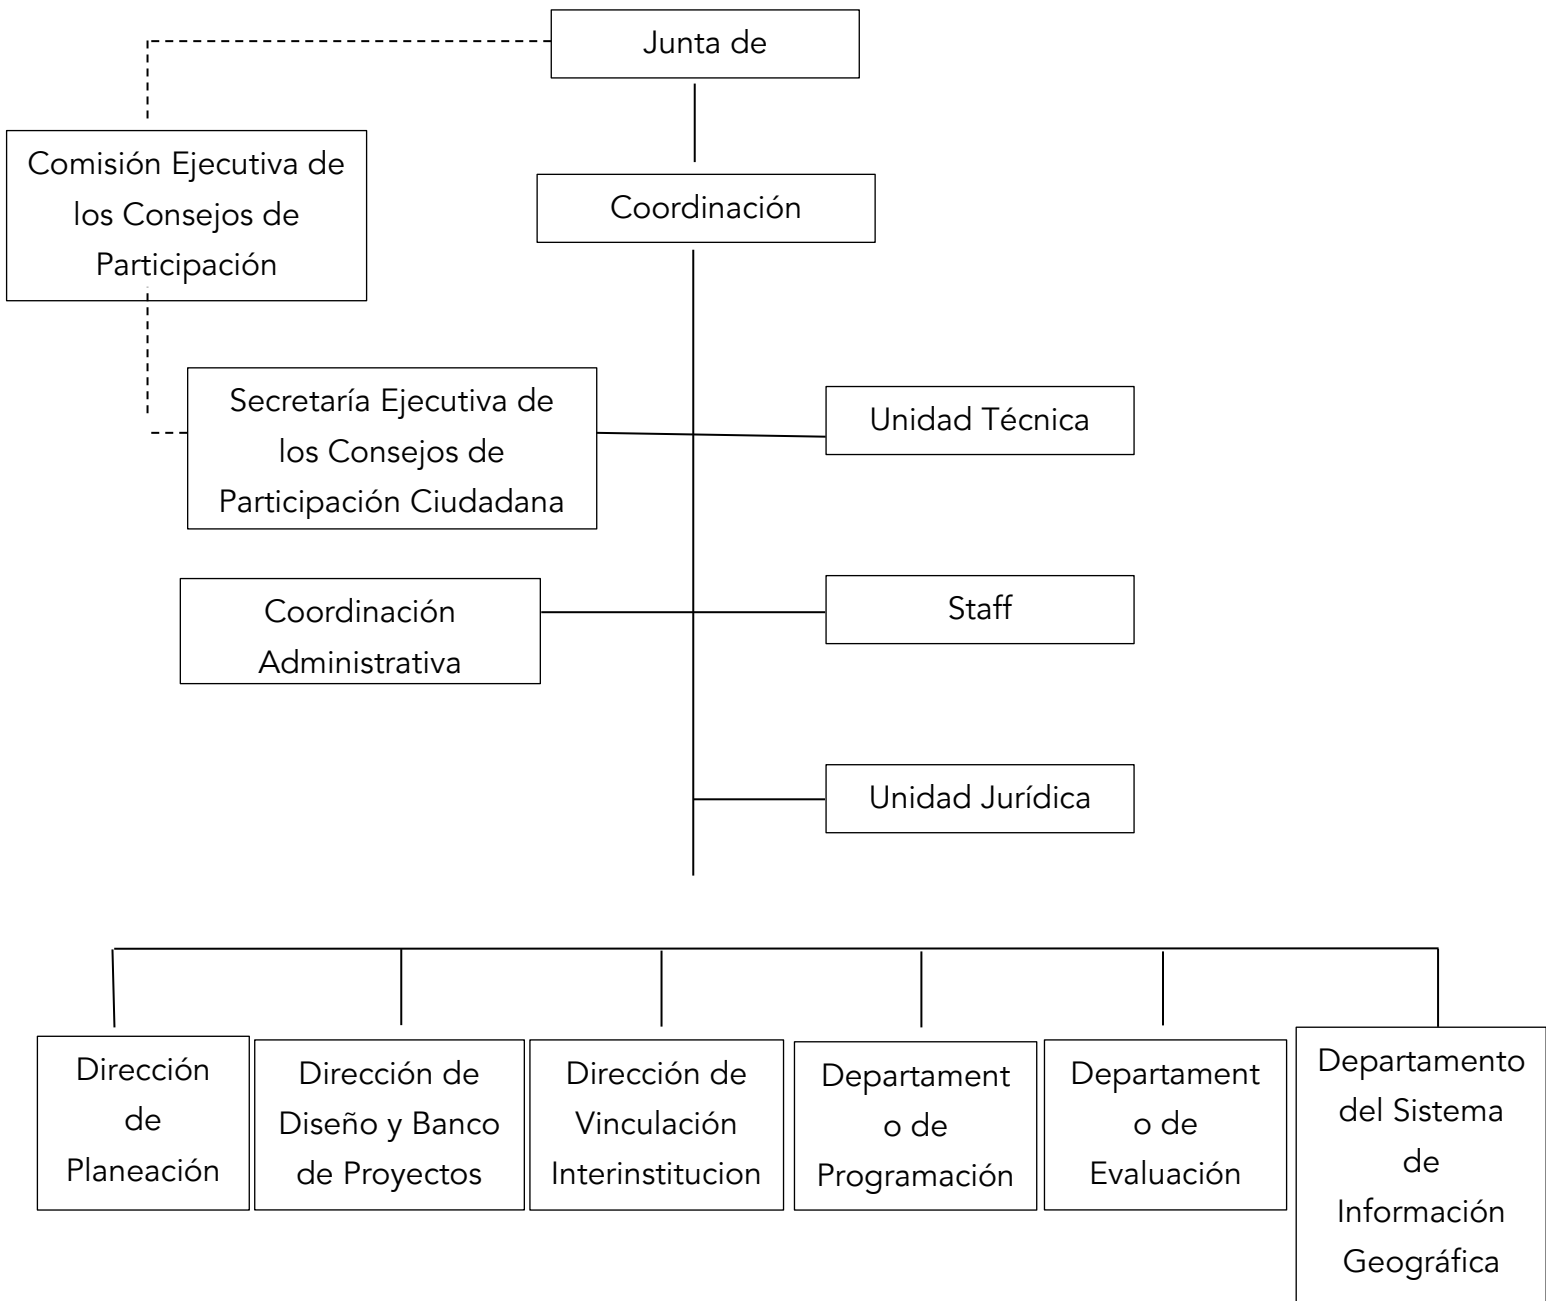 Junta de
Comisión Ejecutiva de
los Consejos de
Participación
Coordinación
Secretaría Ejecutiva de
los Consejos de
Participación Ciudadana
Unidad Técnica
Coordinación
Administrativa
Staff
Unidad Jurídica
Dirección
de
Planeación
Dirección de
Diseño y Banco
de Proyectos
Dirección de
Vinculación
Interinstitucion
Departament
o de
Programación
Departament
o de
Evaluación
Departamento
del Sistema
de
Información
Geográfica